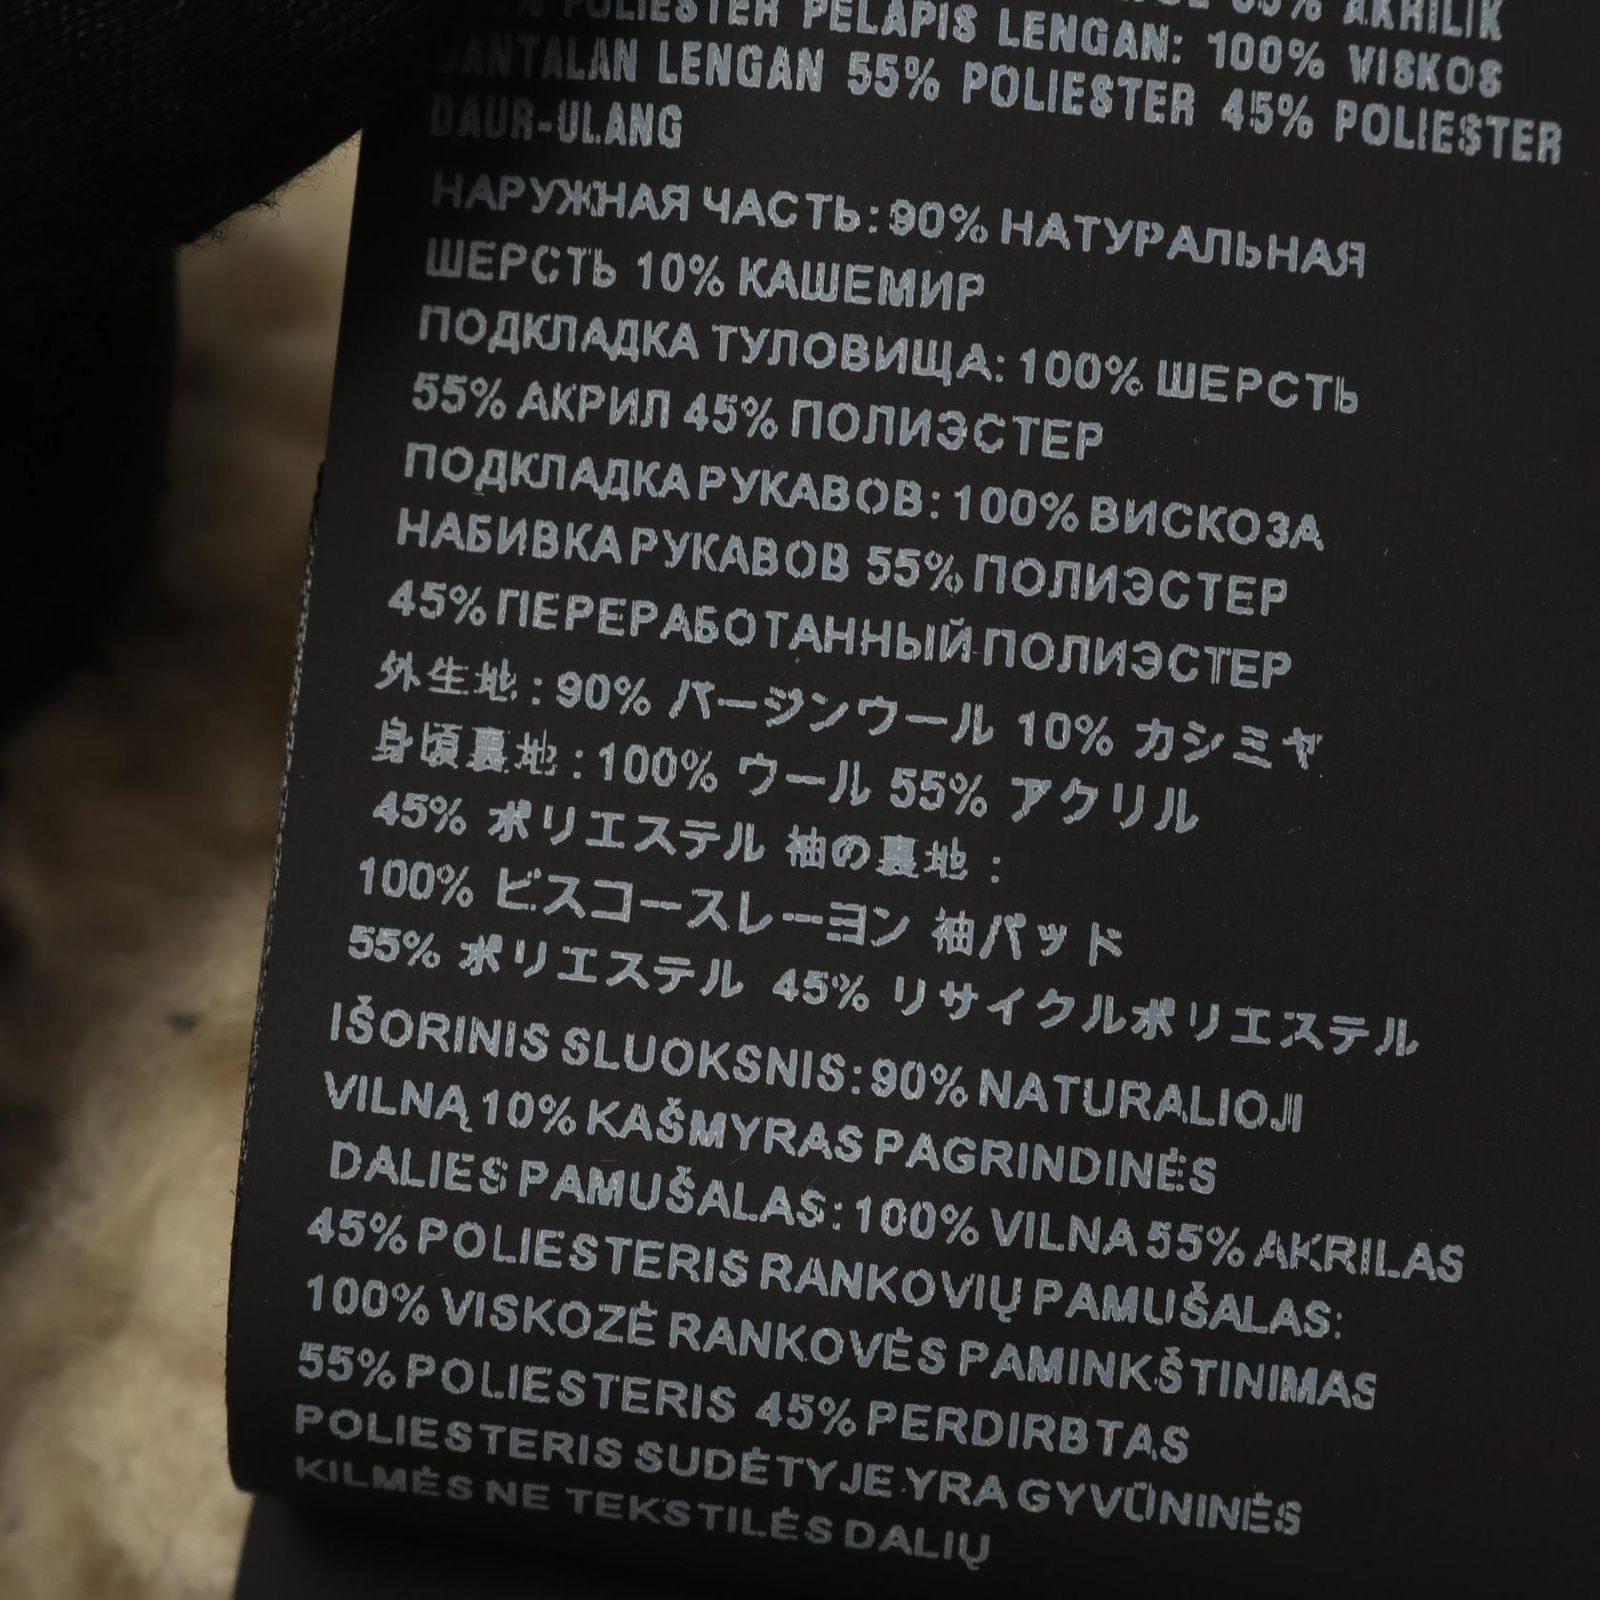 55% AKRILIK
POLIESTER PELAPIS LENGAN: 100% VISKOS
BANTALAN LENGAN 55% POLIESTER 45% POLIESTER
DAUR-ULANG
НАРУЖНАЯ ЧАСТЬ: 90% НАТУРАЛЬНАЯ
ШЕРСТЬ 10% КАШЕМИР
ПОДКЛАДКА ТУЛОВИЩА: 100% ШЕРСТЬ
55% АКРИЛ 45% ПОЛИЭСТЕР
ПОДКЛАДКА РУКАВОВ: 100% ВИСКОЗА
НАБИВКА РУКАВОВ 55% ПОЛИЭСТЕР
45% ПЕРЕРАБОТАННЫЙ ПОЛИЭСТЕР
外生地: 90% バージンウール 10% カシミヤ
身頃裏地: 100% ウール 55% アクリル
45% ポリエステル 袖の裏地:
100% ビスコースレーヨン 袖パッド
55% ポリエステル 45% リサイクルポリエステル
IŠORINIS SLUOKSNIS: 90% NATURALIOJI
VILNĄ 10% KAŠMYRAS PAGRINDINĖS
DALIES PAMUŠALAS: 100% VILNA 55% AKRILAS
45% POLIESTERIS RANKOVIŲ PAMUŠALAS:
100% VISKOZĖ RANKOVĖS PAMINKŠTINIMAS
55% POLIESTERIS 45% PERDIRBTAS
POLIESTERIS SUDĖTYJE YRA GYVŪNINĖS
KILMĖS NE TEKSTILĖS DALIŲ